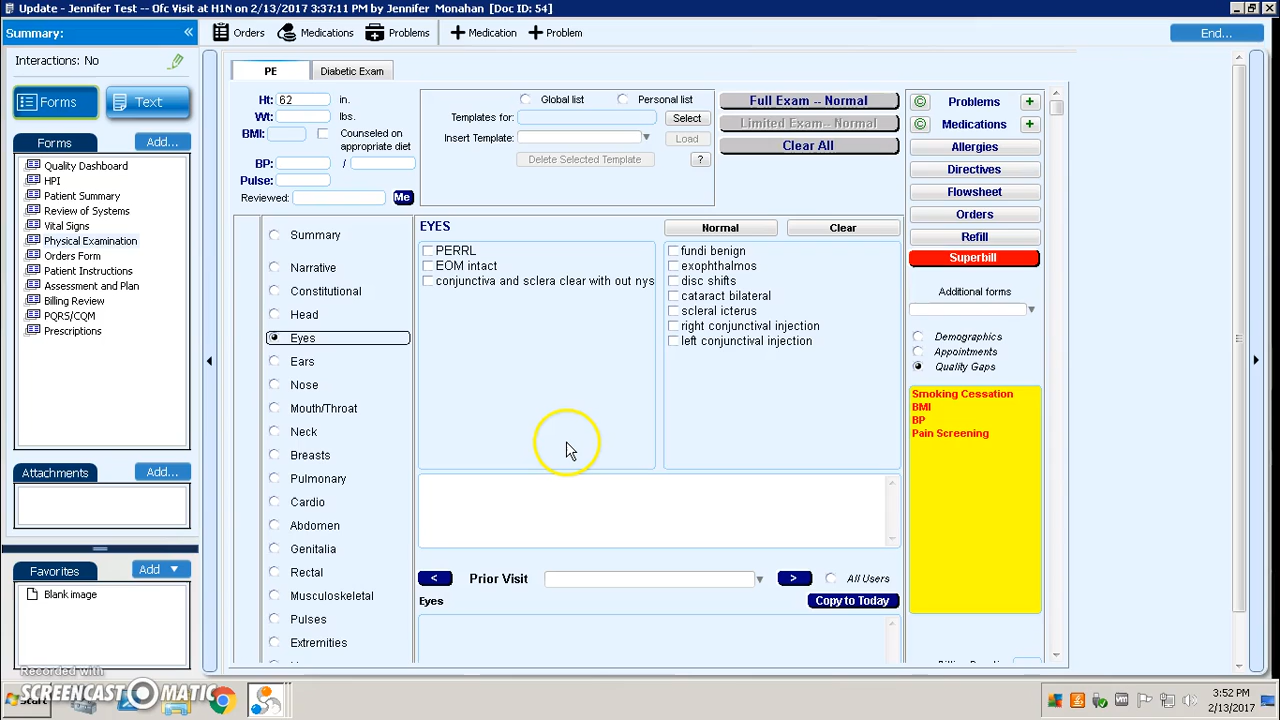 Update - Jennifer Test -- Ofc Visit at H1N on 2/13/2017 3:37:11 PM by Jennifer Monahan [Doc ID: 54]
Summary: «
Orders Medications Problems +Medication +Problem End...
Interactions: No
Forms Text
Forms Add...
Quality Dashboard
HPI
Patient Summary
Review of Systems
Vital Signs
Physical Examination
Orders Form
Patient Instructions
Assessment and Plan
Billing Review
PQRS/CQM
Prescriptions
Attachments Add...
Favorites Add
Blank image
PE Diabetic Exam
Ht: 62 in.
Wt: lbs.
BMI: Counseled on
appropriate diet
BP: /
Pulse:
Reviewed: Me
Global list Personal list
Templates for: Select
Insert Template: Load
Delete Selected Template ?
Full Exam -- Normal
Limited Exam--Normal
Clear All
Summary
Narrative
Constitutional
Head
Eyes
Ears
Nose
Mouth/Throat
Neck
Breasts
Pulmonary
Cardio
Abdomen
Genitalia
Rectal
Musculoskeletal
Pulses
Extremities
EYES Normal Clear
PERRL
EOM intact
conjunctiva and sclera clear with out nys
fundi benign
exophthalmos
disc shifts
cataract bilateral
scleral icterus
right conjunctival injection
left conjunctival injection
< Prior Visit > All Users
Eyes Copy to Today
© Problems +
© Medications +
Allergies
Directives
Flowsheet
Orders
Refill
Superbill
Additional forms
Demographics
Appointments
Quality Gaps
Smoking Cessation
BMI
BP
Pain Screening
Recorded with
SCREENCAST MATIC
Start
3:52 PM
2/13/2017